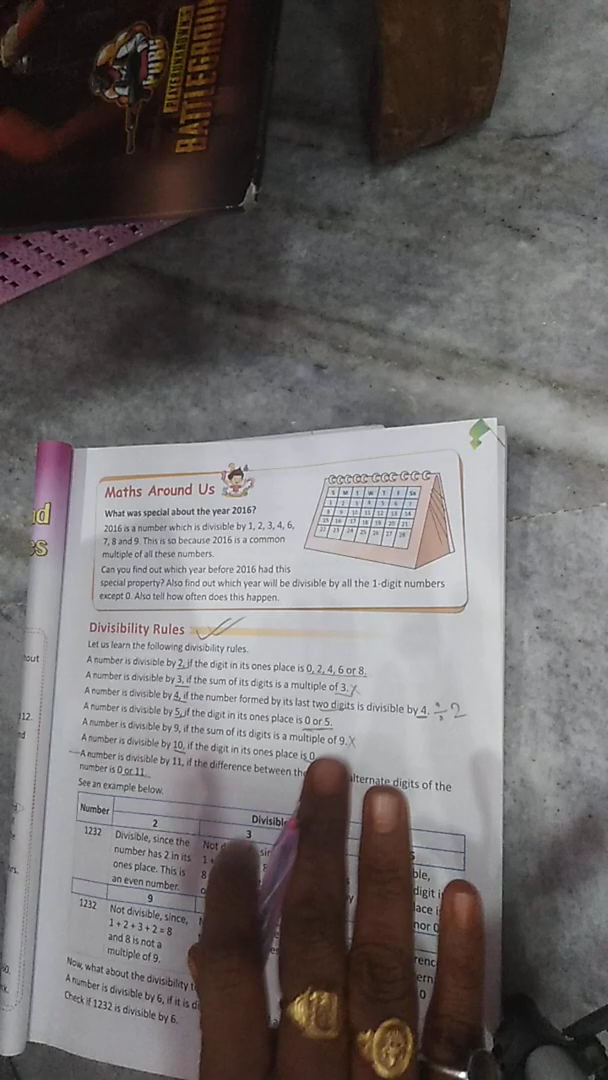 PUBG
PLAYERUNKNOWN'S
BATTLEGROUN
Maths Around Us
What was special about the year 2016?
2016 is a number which is divisible by 1, 2, 3, 4, 6,
7, 8 and 9. This is so because 2016 is a common
multiple of all these numbers.
Can you find out which year before 2016 had this
special property? Also find out which year will be divisible by all the 1-digit numbers
except 0. Also tell how often does this happen.
Divisibility Rules
Let us learn the following divisibility rules.
A number is divisible by 2, if the digit in its ones place is 0, 2, 4, 6 or 8.
A number is divisible by 3, if the sum of its digits is a multiple of 3.
A number is divisible by 4, if the number formed by its last two digits is divisible by 4. ÷ 2
A number is divisible by 5, if the digit in its ones place is 0 or 5.
A number is divisible by 9, if the sum of its digits is a multiple of 9.
A number is divisible by 10, if the digit in its ones place is 0
A number is divisible by 11, if the difference between the alternate digits of the
number is 0 or 11.
See an example below.
Number Divisibl
2 3
1232 Divisible, since the
number has 2 in its
ones place. This is
an even number.
9
1232 Not divisible, since,
1 + 2 + 3 + 2 = 8
and 8 is not a
multiple of 9.
Now, what about the divisibility
A number is divisible by 6, if it is d
Check if 1232 is divisible by 6.